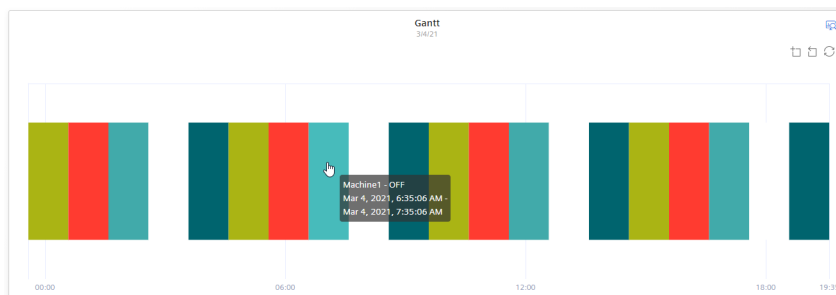 Gantt
3/4/21
Machine1 - OFF
Mar 4, 2021, 6:35:06 AM -
Mar 4, 2021, 7:35:06 AM
00:00
06:00
12:00
18:00